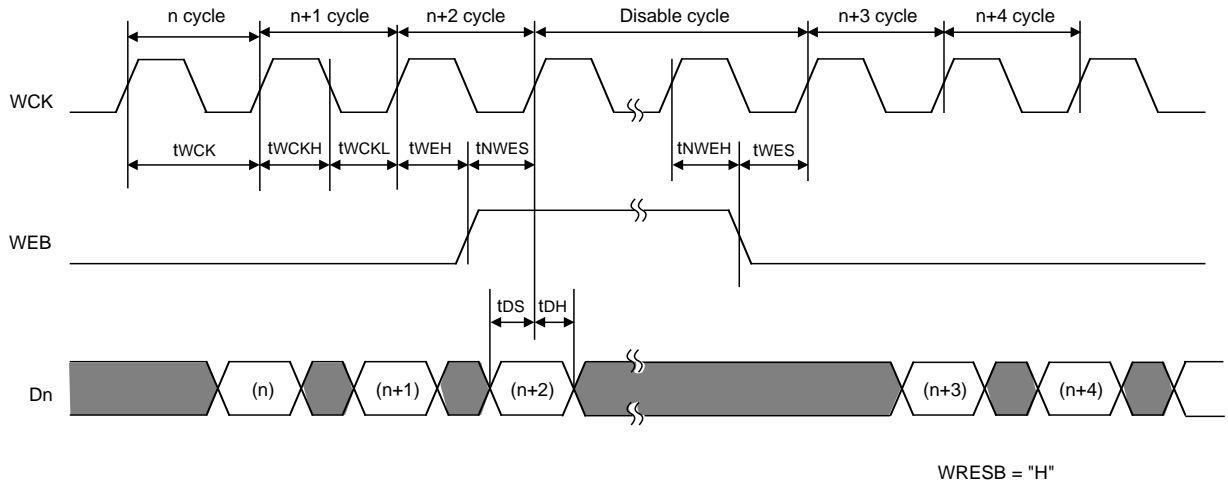 n cycle n+1 cycle n+2 cycle Disable cycle n+3 cycle n+4 cycle
WCK
tWCK tWCKH tWCKL tWEH tNWES tNWEH tWES
WEB
tDS tDH
Dn (n) (n+1) (n+2) (n+3) (n+4)
WRESB = "H"